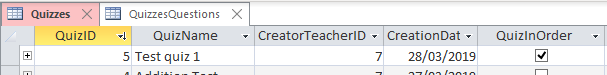 Quizzes QuizzesQuestions
QuizID QuizName CreatorTeacherID CreationDat QuizInOrder
5 Test quiz 1 7 28/03/2019
4 Addition Test 7 27/03/2019